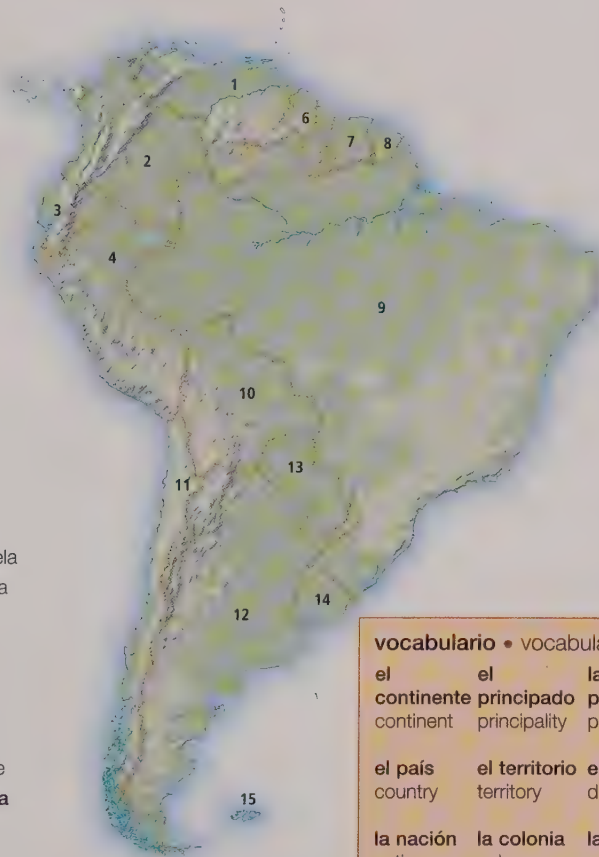 1
6
7 8
2
3
4
9
10
13
11
ela
a
12 14
e
a
15
vocabulario • vocabula
el el la
continente principado p
continent principality p
el país el territorio e
country territory d
la nación la colonia la